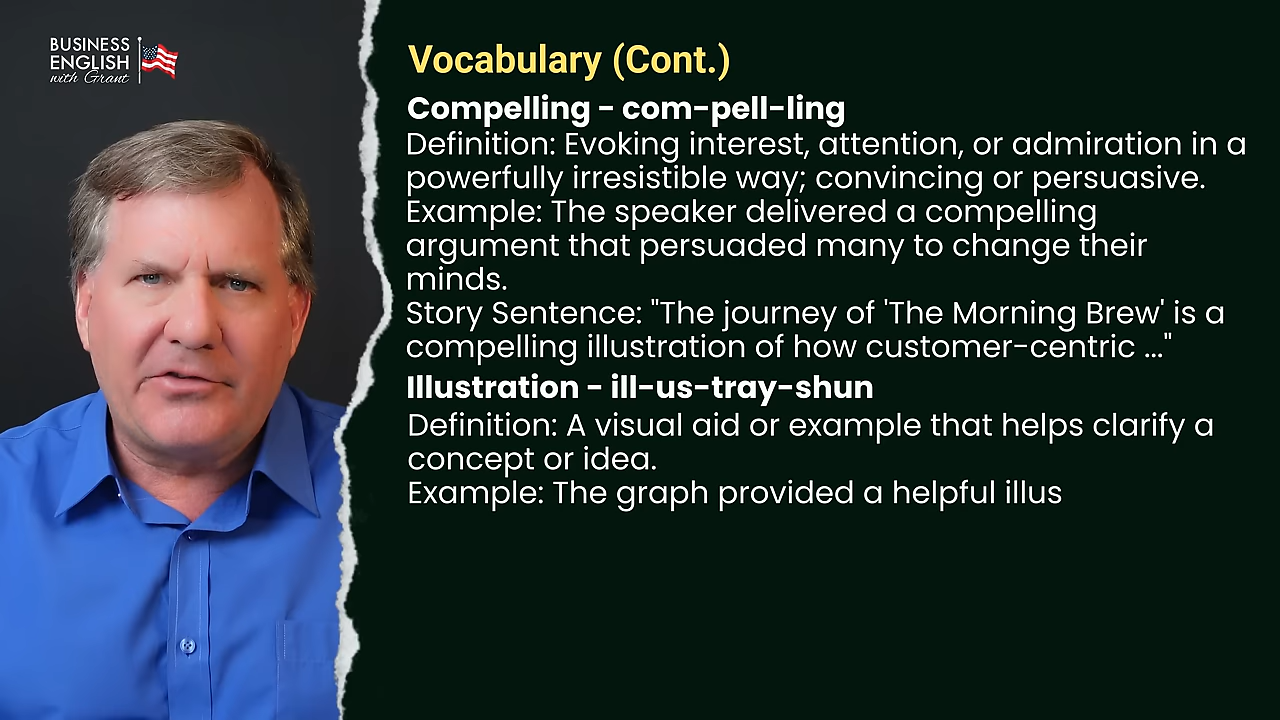 BUSINESS
ENGLISH
with Grant
Vocabulary (Cont.)
Compelling - com-pell-ling
Definition: Evoking interest, attention, or admiration in a
powerfully irresistible way; convincing or persuasive.
Example: The speaker delivered a compelling
argument that persuaded many to change their
minds.
Story Sentence: "The journey of 'The Morning Brew' is a
compelling illustration of how customer-centric ..."
Illustration - ill-us-tray-shun
Definition: A visual aid or example that helps clarify a
concept or idea.
Example: The graph provided a helpful illus